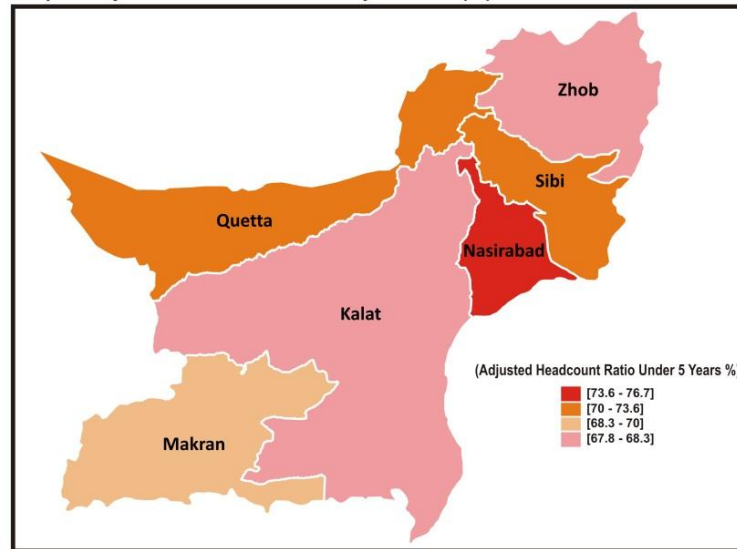 Zhob
Sibi
Quetta
Nasirabad
Kalat
Makran
(Adjusted Headcount Ratio Under 5 Years %)
[73.6 - 76.7]
[70 - 73.6]
[68.3 - 70]
[67.8 - 68.3]